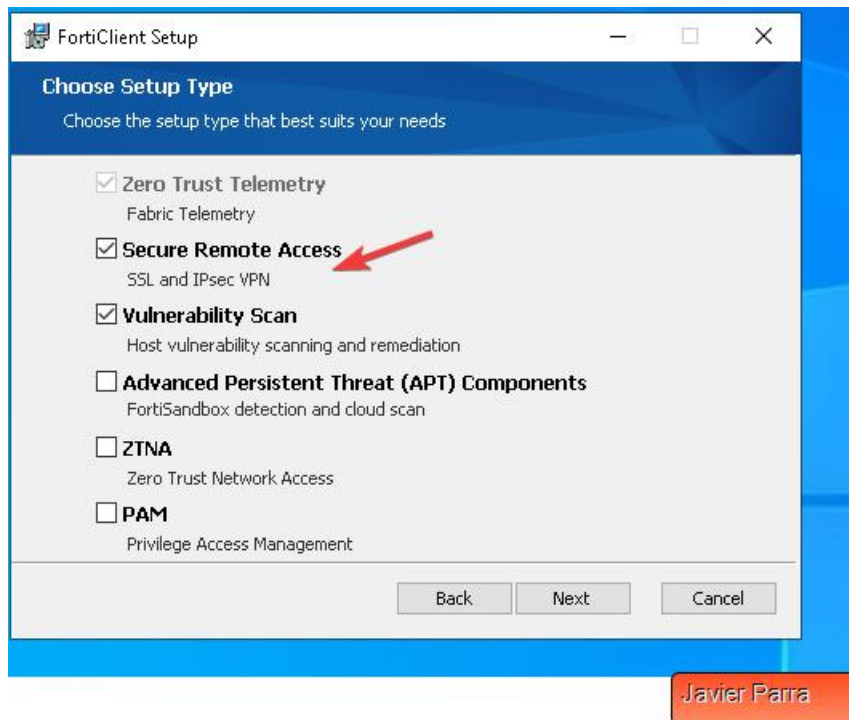 FortiClient Setup
Choose Setup Type
Choose the setup type that best suits your needs
Zero Trust Telemetry
Fabric Telemetry
Secure Remote Access
SSL and IPsec VPN
Vulnerability Scan
Host vulnerability scanning and remediation
Advanced Persistent Threat (APT) Components
FortiSandbox detection and cloud scan
ZTNA
Zero Trust Network Access
PAM
Privilege Access Management
Back Next Cancel
Javier Parra